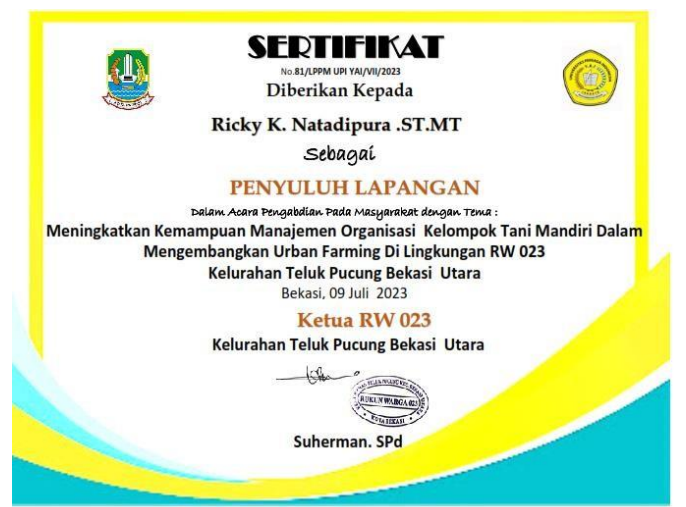 SERTIFIKAT
No.81/LPPM UPI YAI/VII/2023
Diberikan Kepada
Ricky K. Natadipura .ST.MT
Sebagai
PENYULUH LAPANGAN
Dalam Acara Pengabdian Pada Masyarakat dengan Tema :
Meningkatkan Kemampuan Manajemen Organisasi Kelompok Tani Mandiri Dalam
Mengembangkan Urban Farming Di Lingkungan RW 023
Kelurahan Teluk Pucung Bekasi Utara
Bekasi, 09 Juli 2023
Ketua RW 023
Kelurahan Teluk Pucung Bekasi Utara
RUKUN WARGA 023
KOTA BEKASI
Suherman. SPd